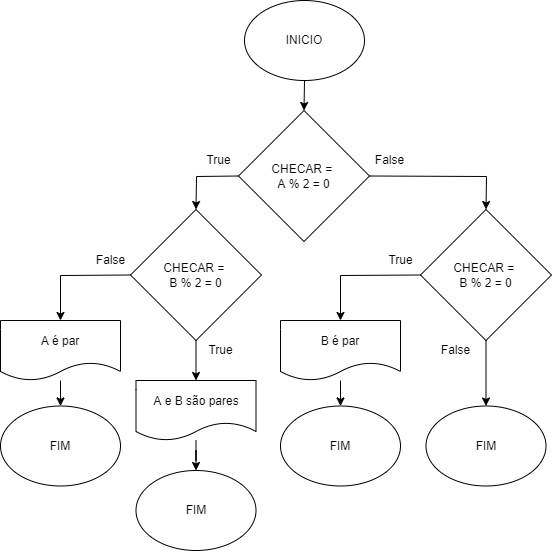 INICIO
True
False
CHECAR =
A % 2 = 0
False
CHECAR =
B % 2 = 0
True
CHECAR =
B % 2 = 0
A é par
True
B é par
False
A e B são pares
FIM
FIM
FIM
FIM